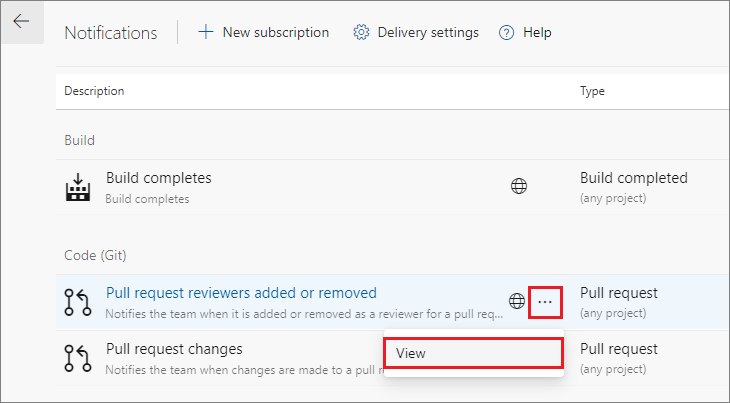 Notifications
New subscription
Delivery settings
Help
Description
Type
Build
Build completes
Build completed
Build completes
(any project)
Code (Git)
Pull request reviewers added or removed
...
Pull request
Notifies the team when it is added or removed as a reviewer for a pull req...
(any project)
Pull request changes
View
Pull request
Notifies the team when changes are made to a pull r
(any project)